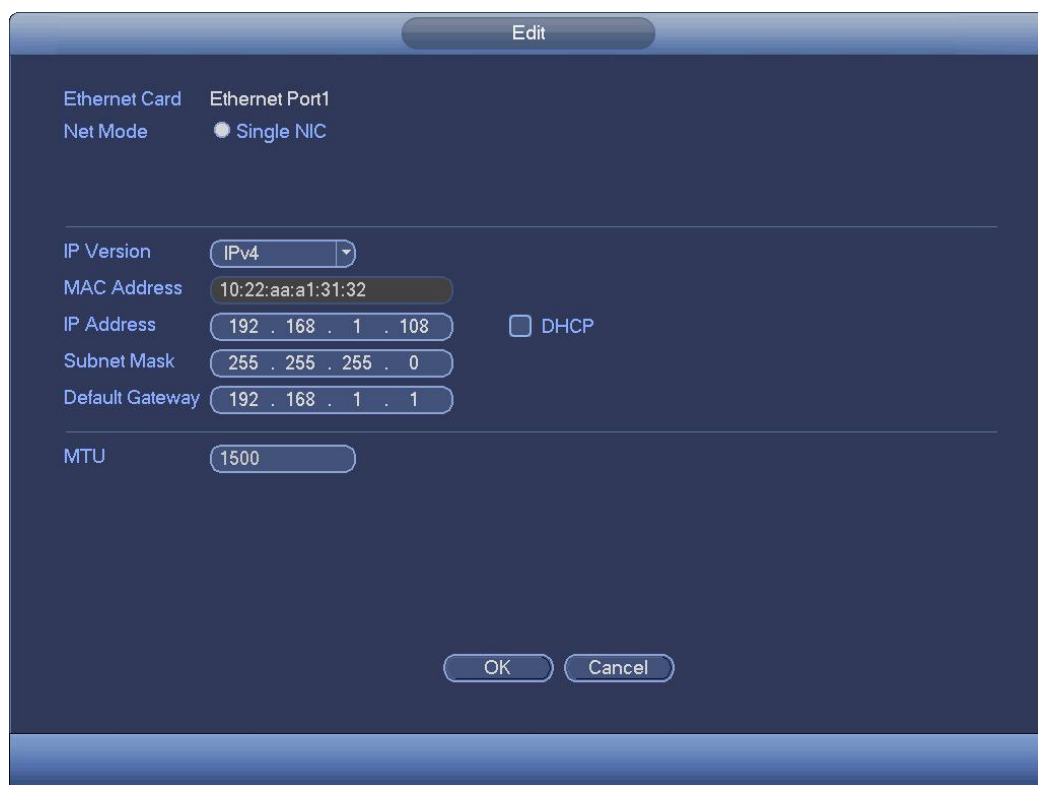 Edit
Ethernet Card Ethernet Port1
Net Mode Single NIC
IP Version IPv4
MAC Address 10:22:aa:a1:31:32
IP Address 192 . 168 . 1 . 108 DHCP
Subnet Mask 255 . 255 . 255 . 0
Default Gateway 192 . 168 . 1 . 1
MTU 1500
OK Cancel